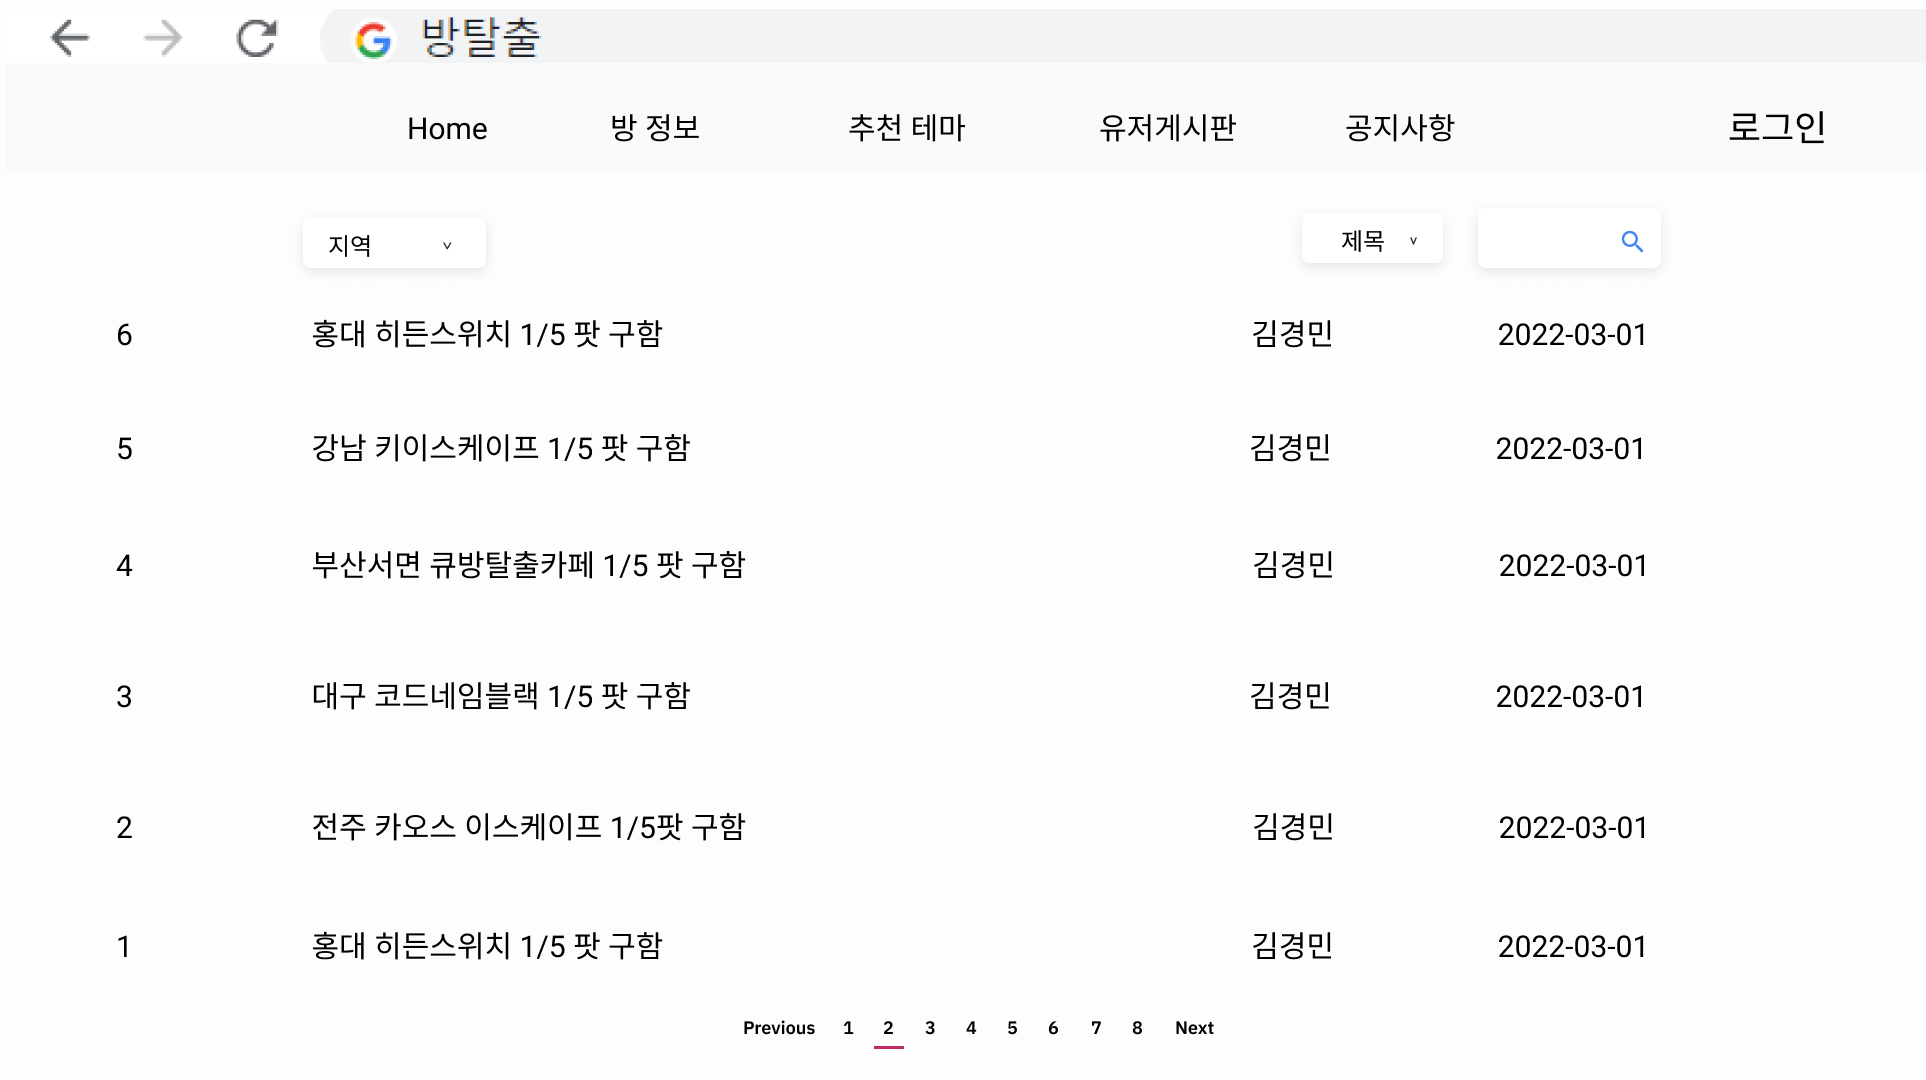 방탈출
Home 방 정보 추천 테마 유저게시판 공지사항 로그인
지역 v 제목 v
6 홍대 히든스위치 1/5 팟 구함 김경민 2022-03-01
5 강남 키이스케이프 1/5 팟 구함 김경민 2022-03-01
4 부산서면 큐방탈출카페 1/5 팟 구함 김경민 2022-03-01
3 대구 코드네임블랙 1/5 팟 구함 김경민 2022-03-01
2 전주 카오스 이스케이프 1/5팟 구함 김경민 2022-03-01
1 홍대 히든스위치 1/5 팟 구함 김경민 2022-03-01
Previous 1 2 3 4 5 6 7 8 Next